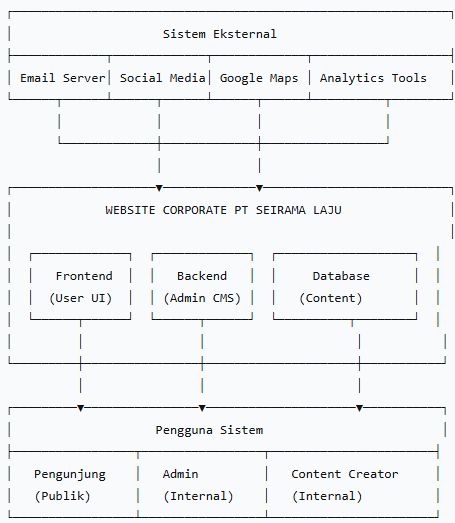 Sistem Eksternal
Email Server Social Media Google Maps Analytics Tools
WEBSITE CORPORATE PT SEIRAMA LAJU
Frontend Backend Database
(User UI) (Admin CMS) (Content)
Pengguna Sistem
Pengunjung Admin Content Creator
(Publik) (Internal) (Internal)